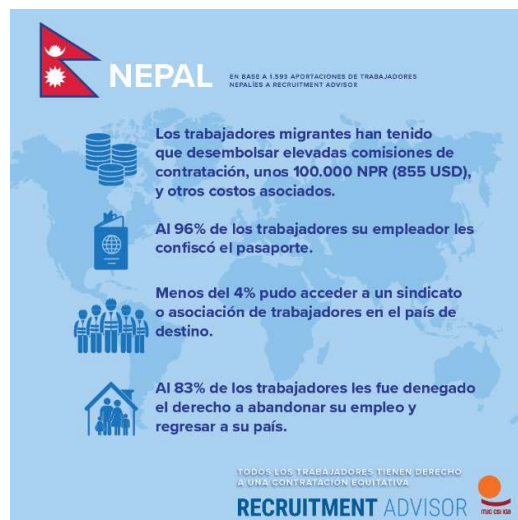 NEPAL
EN BASE A 1.593 APORTACIONES DE TRABAJADORES
NEPALÍES A RECRUITMENT ADVISOR
Los trabajadores migrantes han tenido
que desembolsar elevadas comisiones de
contratación, unos 100.000 NPR (855 USD),
y otros costos asociados.
Al 96% de los trabajadores su empleador les
confiscó el pasaporte.
Menos del 4% pudo acceder a un sindicato
o asociación de trabajadores en el país de
destino.
Al 83% de los trabajadores les fue denegado
el derecho a abandonar su empleo y
regresar a su país.
TODOS LOS TRABAJADORES TIENEN DERECHO
A UNA CONTRATACIÓN EQUITATIVA
RECRUITMENT ADVISOR
ITUC CSI IGB